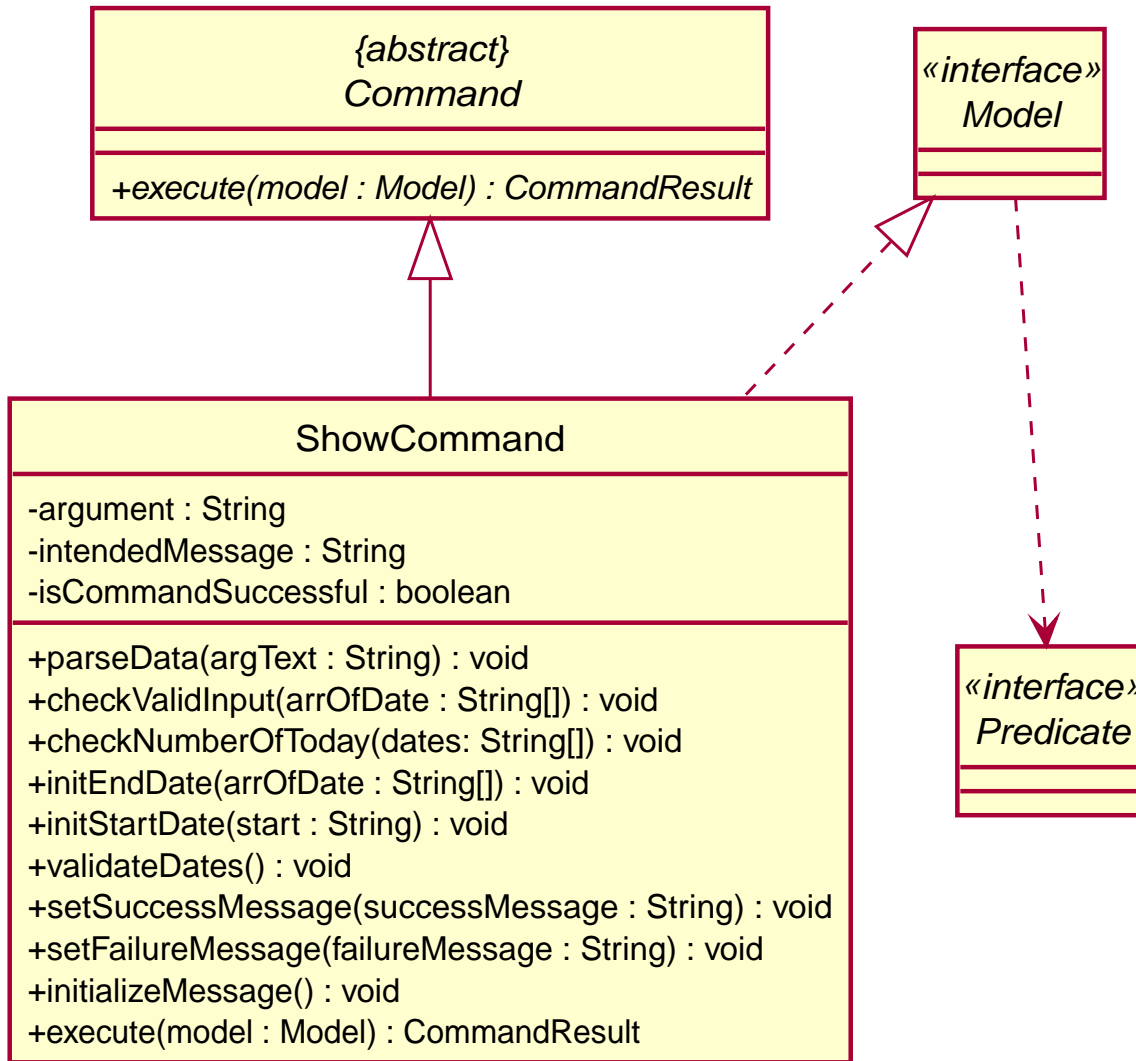 {abstract}
Command
+execute(model : Model) : CommandResult
«interface»
Model
ShowCommand
-argument : String
-intendedMessage : String
-isCommandSuccessful : boolean
+parseData(argText : String) : void
+checkValidInput(arrOfDate : String[]) : void
+checkNumberOfToday(dates: String[]) : void
+initEndDate(arrOfDate : String[]) : void
+initStartDate(start : String) : void
+validateDates() : void
+setSuccessMessage(successMessage : String) : void
+setFailureMessage(failureMessage : String) : void
+initializeMessage() : void
+execute(model : Model) : CommandResult
«interface»
Predicate